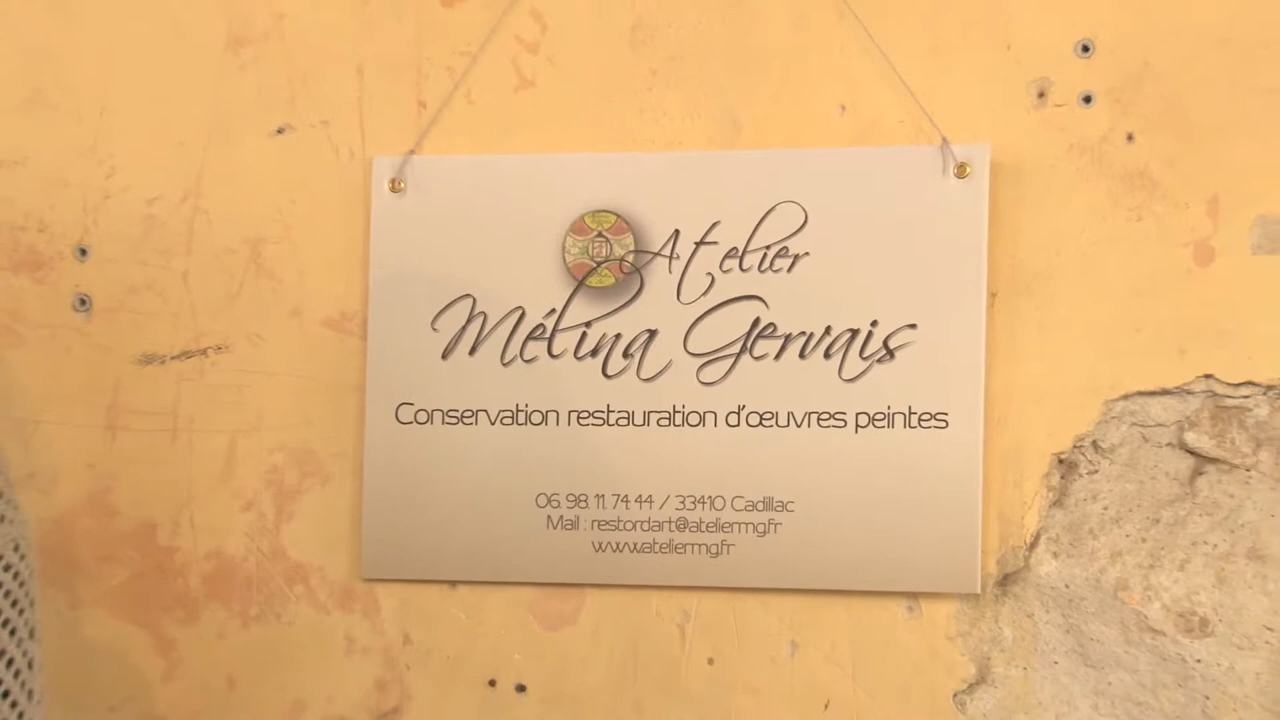 Atelier
Mélina Gervais
Conservation restauration d'œuvres peintes
06. 98. 11. 74 44 / 33410 Cadillac
Mail : restordart@ateliermg.fr
www.ateliermg.fr